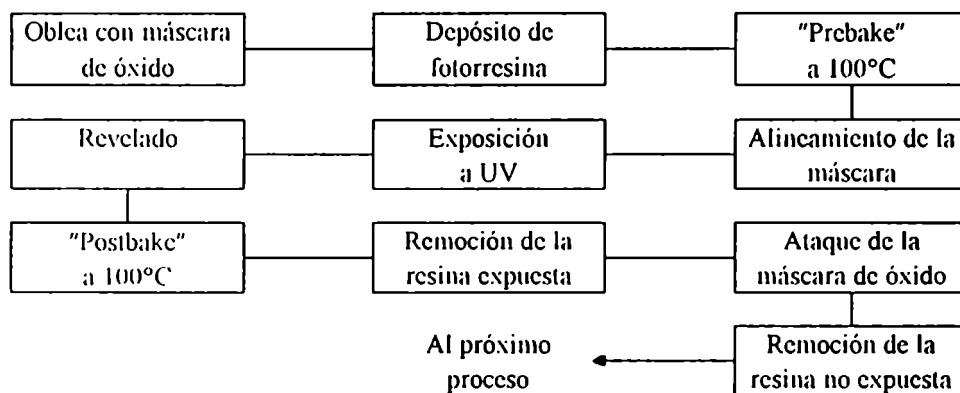 Oblea con máscara
de óxido
Depósito de
fotorresina
"Prebake"
a 100°C
Revelado
Exposición
a UV
Alineamiento de la
máscara
"Postbake"
a 100°C
Remoción de la
resina expuesta
Ataque de la
máscara de óxido
Al próximo
proceso
Remoción de la
resina no expuesta